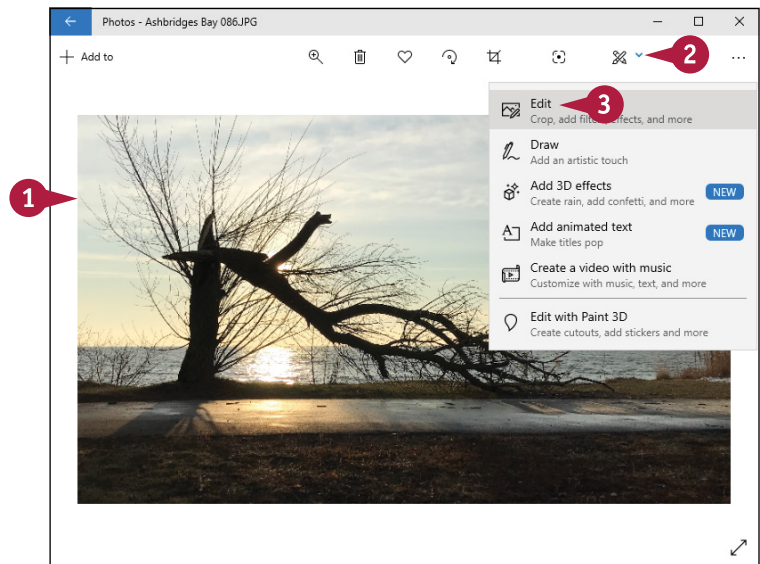 Photos - Ashbridges Bay 086.JPG
Add to
2
Edit
3
Crop, add filters, effects, and more
Draw
Add an artistic touch
1
Add 3D effects
NEW
Create rain, add confetti, and more
Add animated text
NEW
Make titles pop
Create a video with music
Customize with music, text, and more
Edit with Paint 3D
Create cutouts, add stickers and more